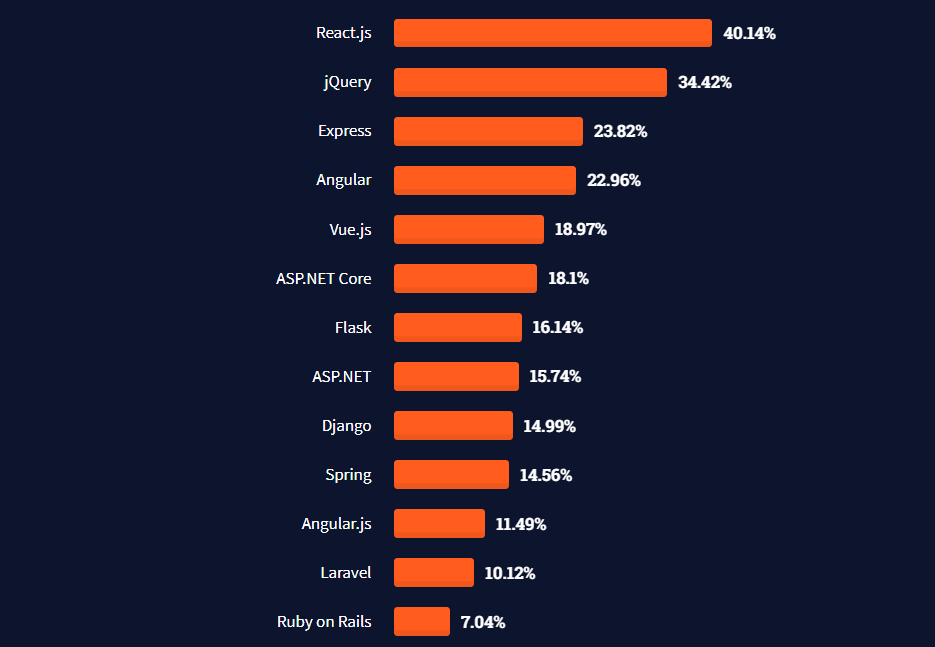 React.js 40.14%
jQuery 34.42%
Express 23.82%
Angular 22.96%
Vue.js 18.97%
ASP.NET Core 18.1%
Flask 16.14%
ASP.NET 15.74%
Django 14.99%
Spring 14.56%
Angular.js 11.49%
Laravel 10.12%
Ruby on Rails 7.04%